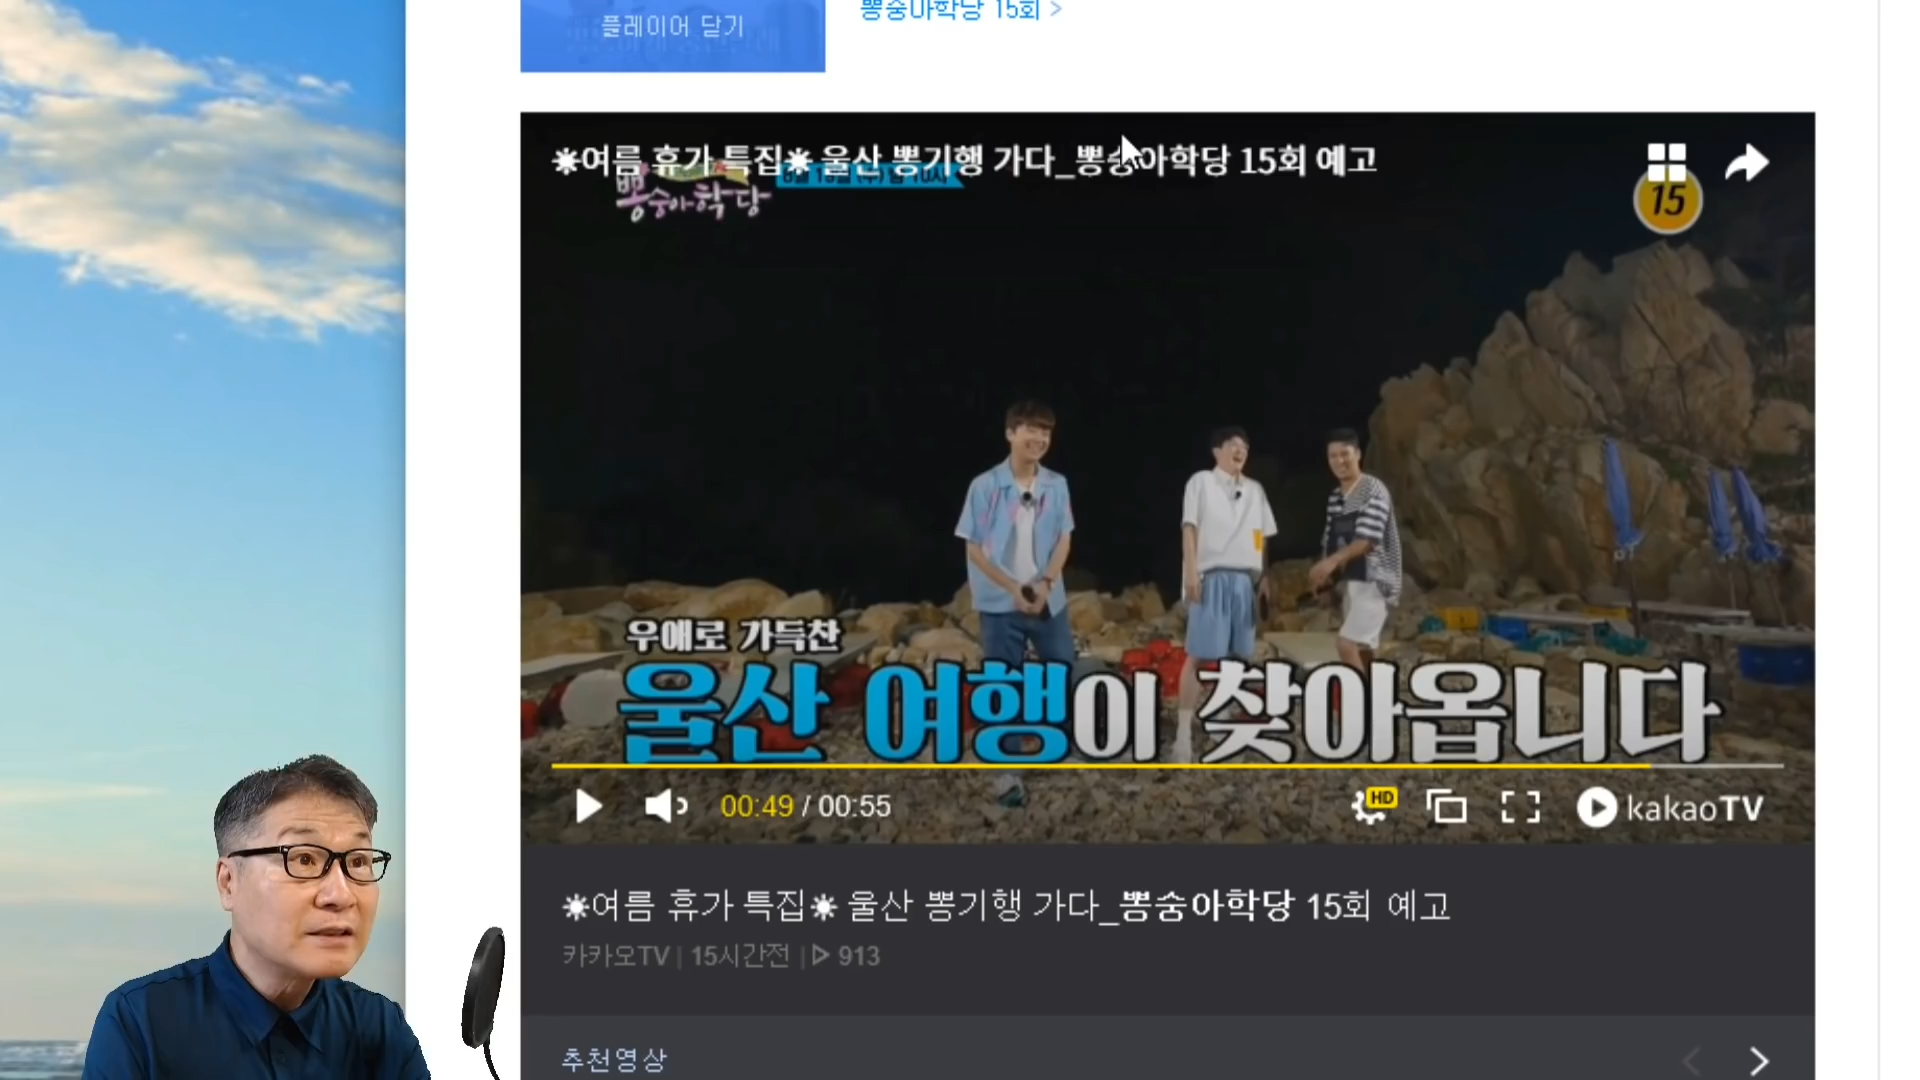 플레이어 닫기
뽕숭아학당 15회 >
☀여름 휴가 특집☀ 울산 뽕기행 가다_뽕숭아학당 15회 예고
뽕숭아학당
15
우애로 가득찬
울산 여행이 찾아옵니다
00:49 / 00:55
HD
kakaoTV
☀여름 휴가 특집☀ 울산 뽕기행 가다_뽕숭아학당 15회 예고
카카오TV | 15시간전 | ▷ 913
추천영상